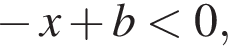 − x + b < 0,